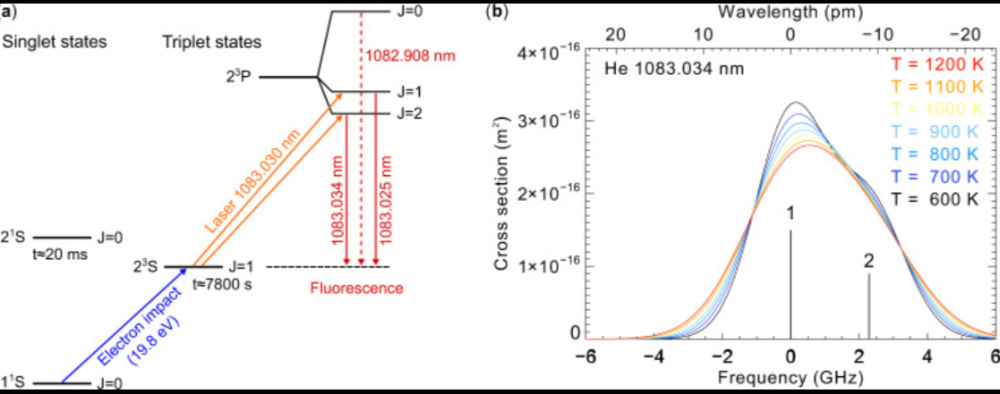 (a)
Singlet states
Triplet states
J=0
1082.908 nm
2³P
J=1
J=2
Laser 1083.030 nm
1083.034 nm
1083.025 nm
2¹S
J=0
t≈20 ms
2³S
J=1
t≈7800 s
Fluorescence
Electron impact
(19.8 eV)
1¹S
J=0
(b)
Wavelength (pm)
20 10 0 −10 −20
4×10⁻¹⁶
3×10⁻¹⁶
2×10⁻¹⁶
1×10⁻¹⁶
0
Cross section (m²)
He 1083.034 nm
T = 1200 K
T = 1100 K
T = 1000 K
T = 900 K
T = 800 K
T = 700 K
T = 600 K
1
2
−6 −4 −2 0 2 4 6
Frequency (GHz)